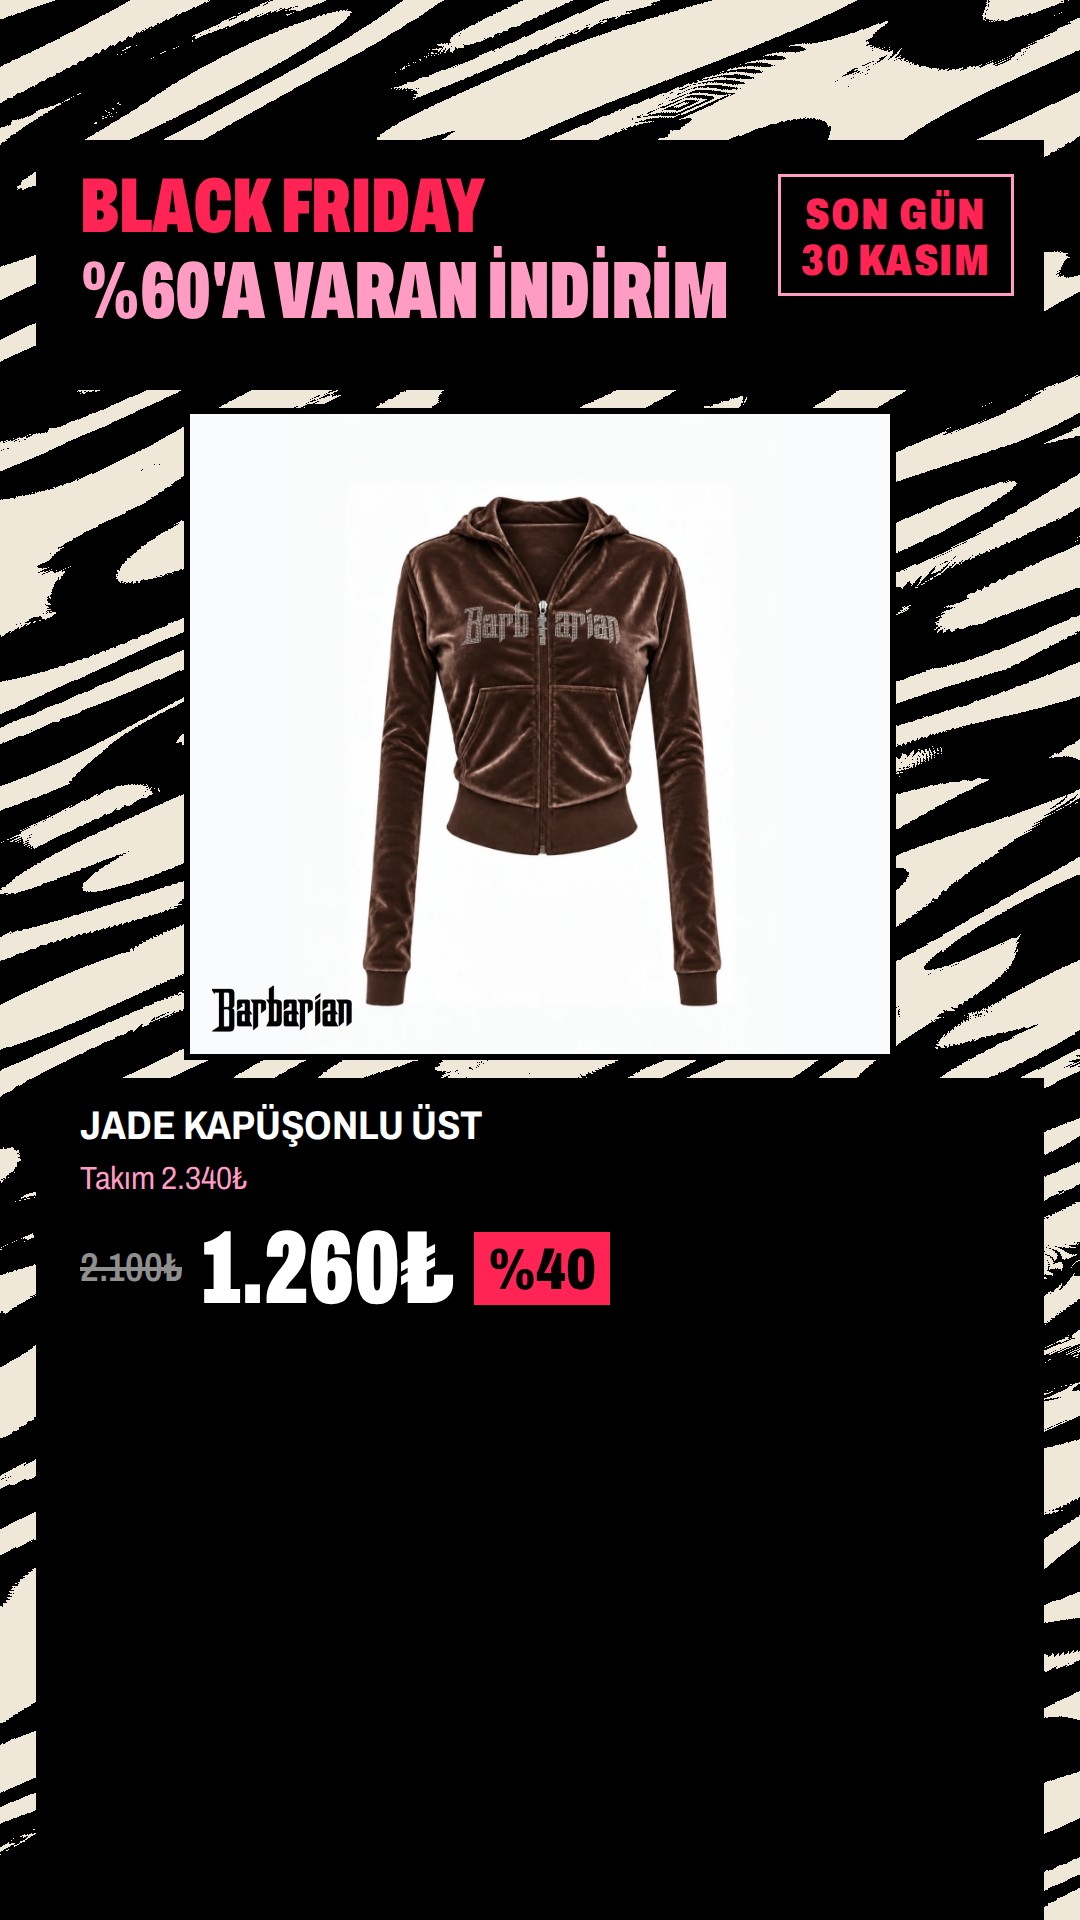 BLACK FRIDAY
%60'A VARAN İNDİRİM
SON GÜN
30 KASIM
Barbarian
Barbarian
JADE KAPÜŞONLU ÜST
Takım 2.340₺
2.100₺ 1.260₺ %40